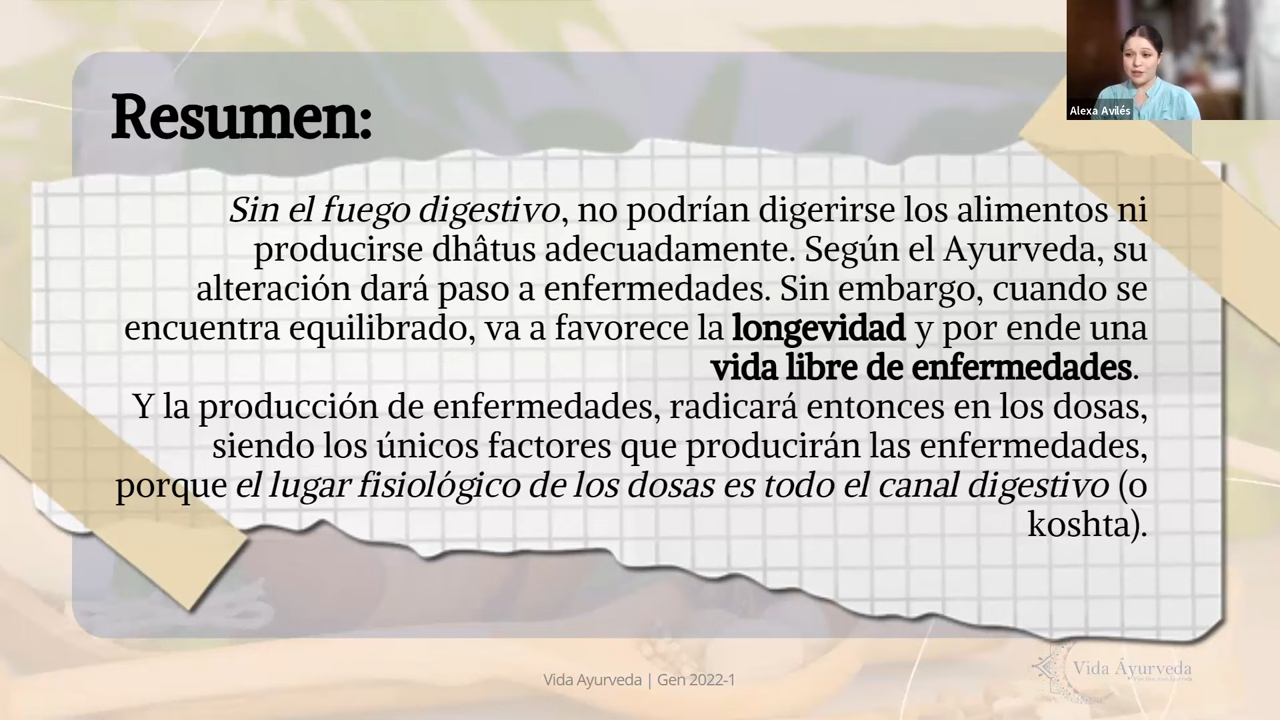 Alexa Avilés
Resumen:
Sin el fuego digestivo, no podrían digerirse los alimentos ni
producirse dhâtus adecuadamente. Según el Ayurveda, su
alteración dará paso a enfermedades. Sin embargo, cuando se
encuentra equilibrado, va a favorece la longevidad y por ende una
vida libre de enfermedades.
Y la producción de enfermedades, radicará entonces en los dosas,
siendo los únicos factores que producirán las enfermedades,
porque el lugar fisiológico de los dosas es todo el canal digestivo (o
koshta).
Vida Ayurveda | Gen 2022-1
Vida Áyurveda